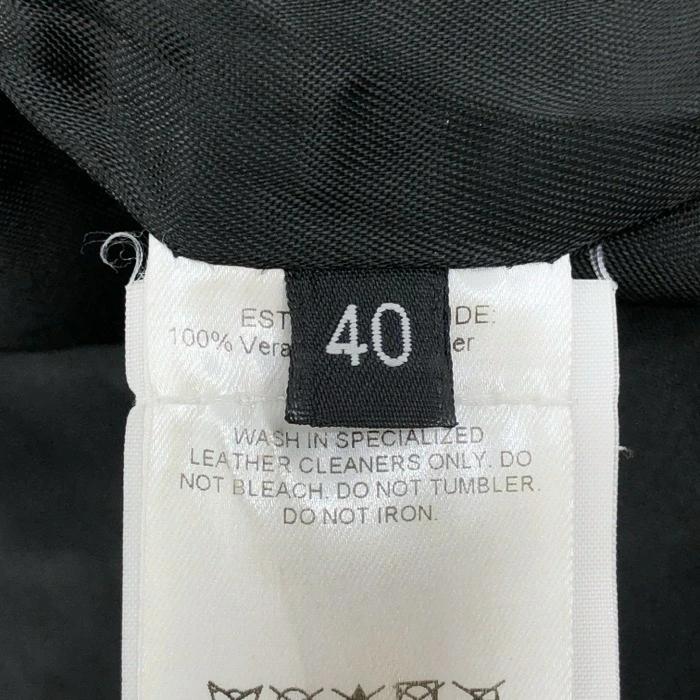 40
100%
WASH IN SPECIALIZED
LEATHER CLEANERS ONLY. DO
NOT BLEACH. DO NOT TUMBLER.
DO NOT IRON.